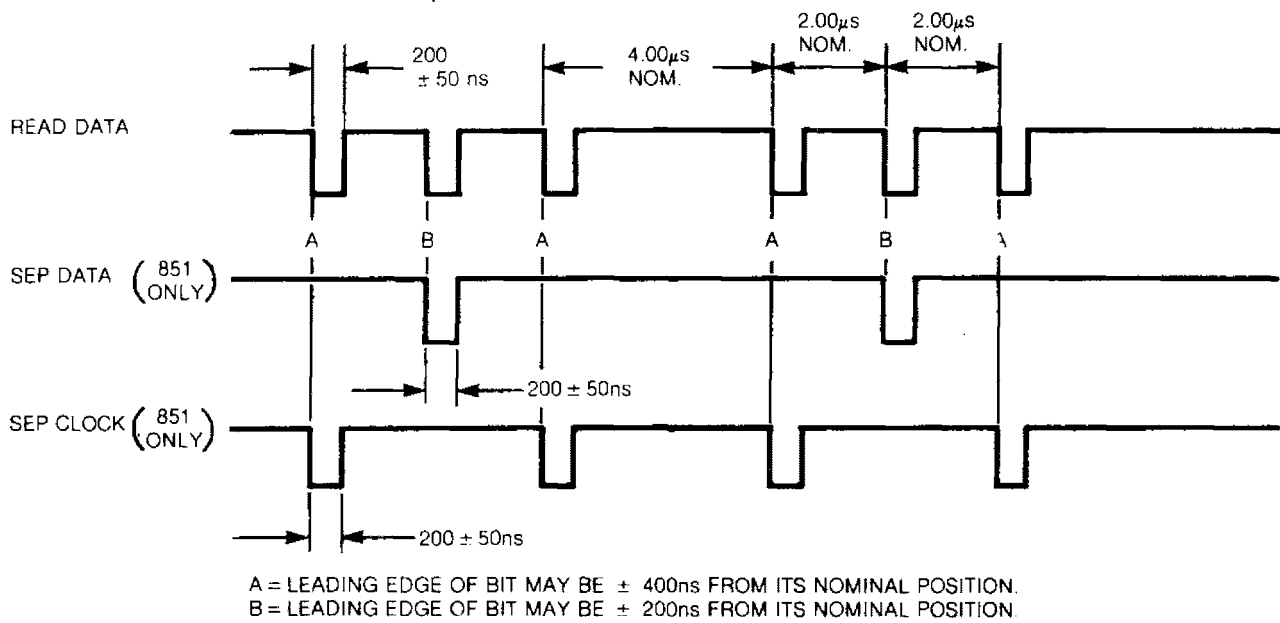 2.00µs
NOM.
2.00µs
NOM.
200
± 50 ns
4.00µs
NOM.
READ DATA
A B A A B A
SEP DATA (851 ONLY)
200 ± 50ns
SEP CLOCK (851 ONLY)
200 ± 50ns
A = LEADING EDGE OF BIT MAY BE ± 400ns FROM ITS NOMINAL POSITION.
B = LEADING EDGE OF BIT MAY BE ± 200ns FROM ITS NOMINAL POSITION.